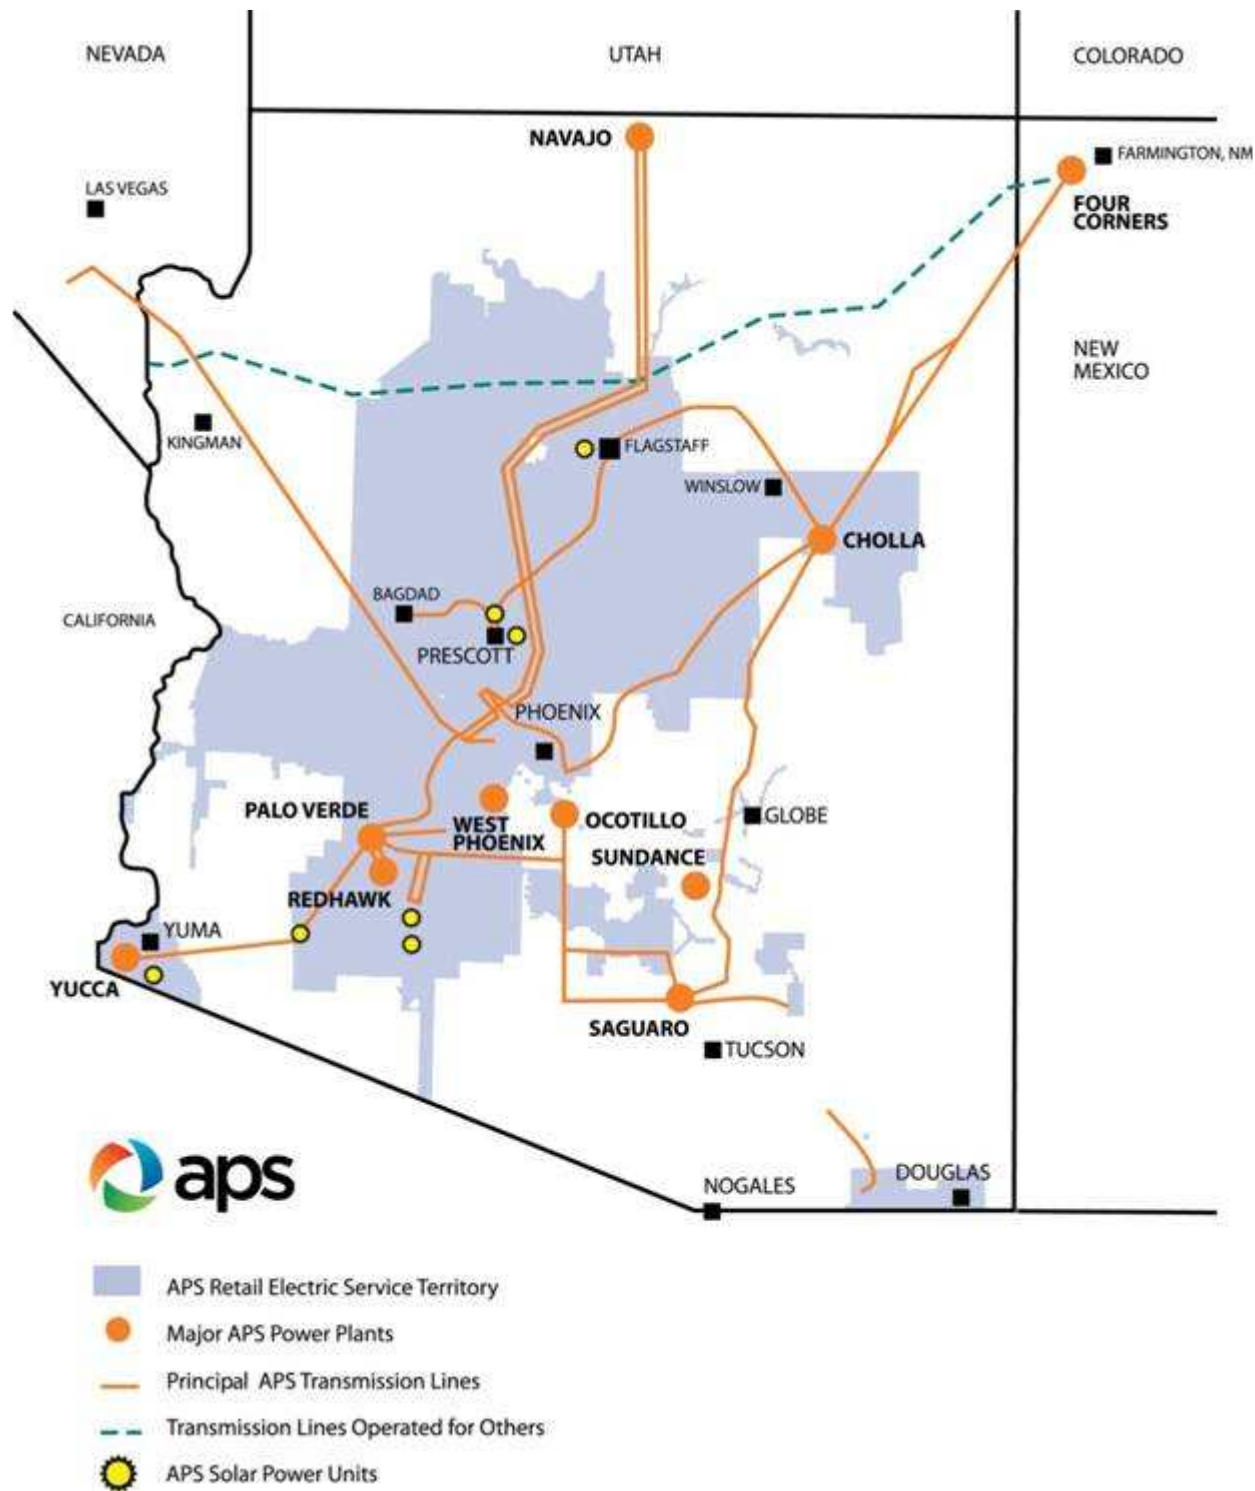 NEVADA
UTAH
COLORADO
NAVAJO
FARMINGTON, NM
LAS VEGAS
FOUR
CORNERS
NEW
MEXICO
KINGMAN
FLAGSTAFF
WINSLOW
CHOLLA
BAGDAD
CALIFORNIA
PRESCOTT
PHOENIX
PALO VERDE
WEST
PHOENIX
OCOTILLO
GLOBE
SUNDANCE
REDHAWK
YUMA
YUCCA
SAGUARO
TUCSON
aps
NOGALES
DOUGLAS
APS Retail Electric Service Territory
Major APS Power Plants
Principal APS Transmission Lines
Transmission Lines Operated for Others
APS Solar Power Units